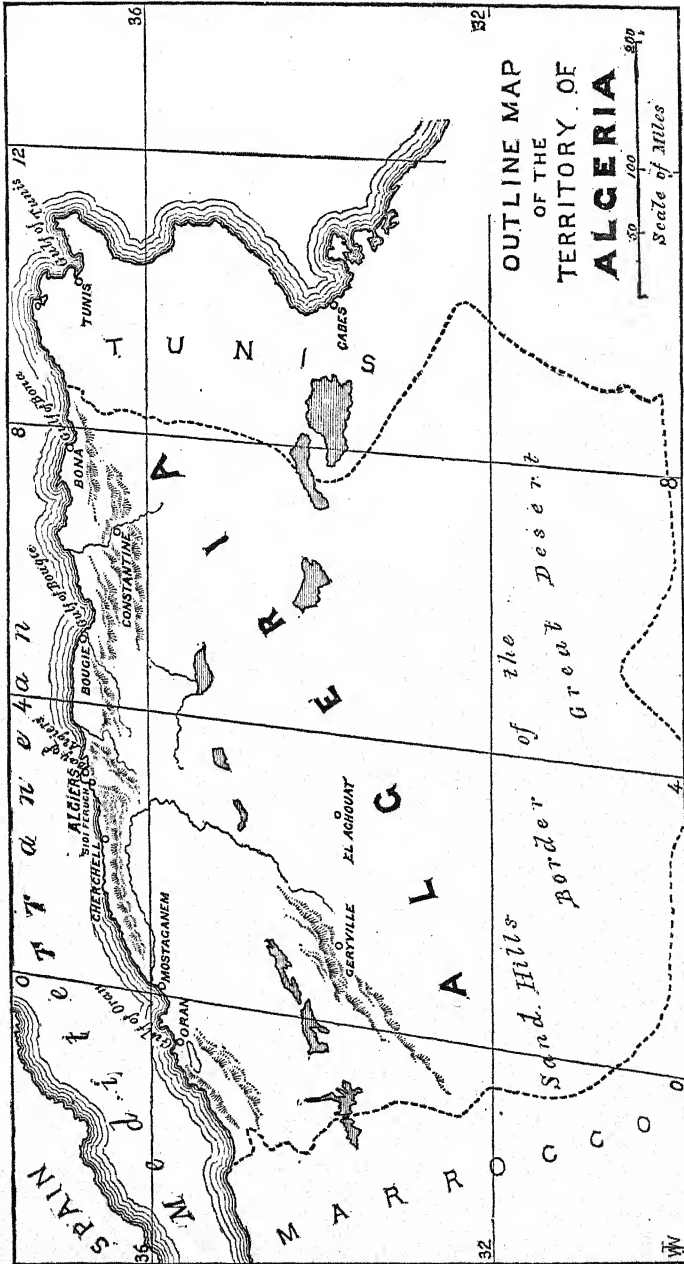 OUTLINE MAP
OF THE
TERRITORY OF
ALGERIA
50 100 200
Scale of Miles
SPAIN
Mediterranean
0
4
8
12
36
36
32
32
0
4
8
W
Gulf of Oran
Gulf of Bougie
Gulf of Bona
Gulf of Tunis
ORAN
MOSTAGANEM
CHERCHELL
SIDI FERUCH
ALGIERS
BOUGIE
CONSTANTINE
BONA
TUNIS
CABES
TUNIS
ALGERIA
GERYVILLE
EL AGHOUAT
MARROCCO
Sand Hills of the
Border Great Desert